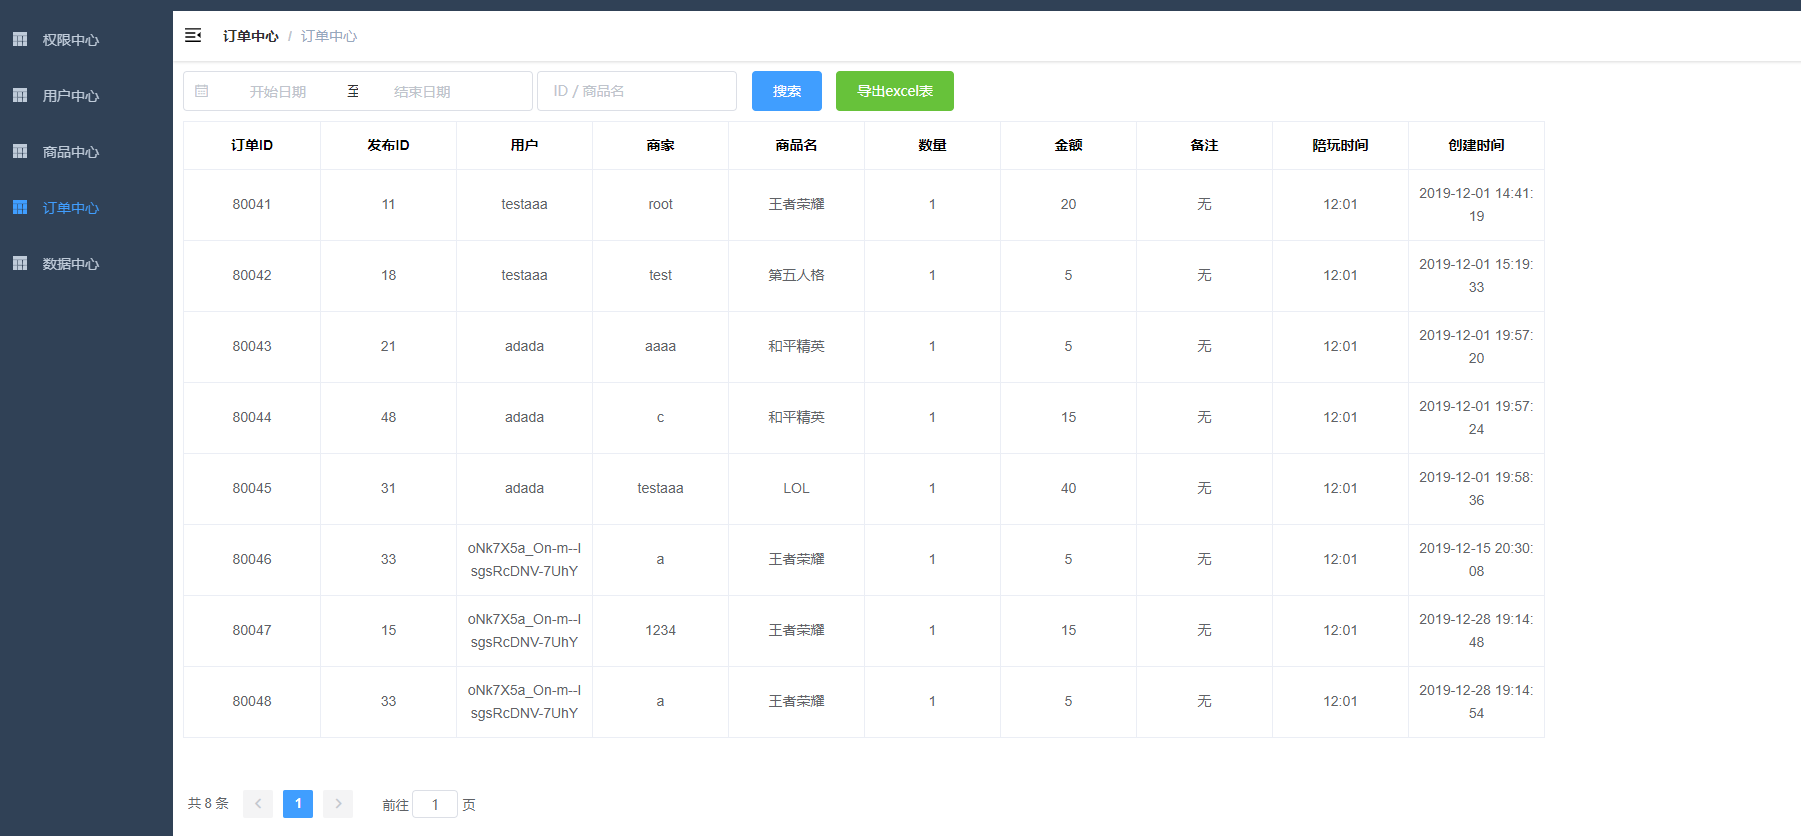 权限中心
用户中心
商品中心
订单中心
数据中心
订单中心 / 订单中心
开始日期 至 结束日期 ID / 商品名 搜索 导出excel表
订单ID 发布ID 用户 商家 商品名 数量 金额 备注 陪玩时间 创建时间
80041 11 testaaa root 王者荣耀 1 20 无 12:01 2019-12-01 14:41:
19
80042 18 testaaa test 第五人格 1 5 无 12:01 2019-12-01 15:19:
33
80043 21 adada aaaa 和平精英 1 5 无 12:01 2019-12-01 19:57:
20
80044 48 adada c 和平精英 1 15 无 12:01 2019-12-01 19:57:
24
80045 31 adada testaaa LOL 1 40 无 12:01 2019-12-01 19:58:
36
80046 33 oNk7X5a_On-m--I a 王者荣耀 1 5 无 12:01 2019-12-15 20:30:
sgsRcDNV-7UhY 08
80047 15 oNk7X5a_On-m--I 1234 王者荣耀 1 15 无 12:01 2019-12-28 19:14:
sgsRcDNV-7UhY 48
80048 33 oNk7X5a_On-m--I a 王者荣耀 1 5 无 12:01 2019-12-28 19:14:
sgsRcDNV-7UhY 54
共 8 条 1 前往 1 页